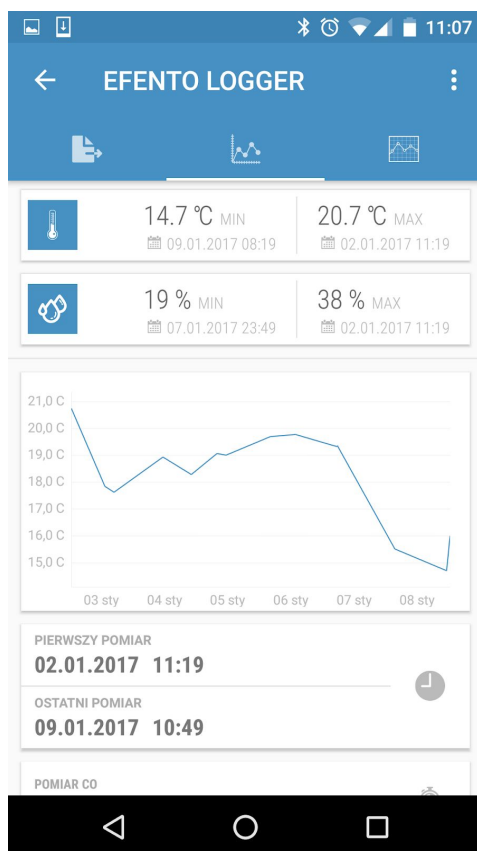 11:07
EFENTO LOGGER
14.7 °C MIN
09.01.2017 08:19
20.7 °C MAX
02.01.2017 11:19
19 % MIN
07.01.2017 23:49
38 % MAX
02.01.2017 11:19
21,0 C
20,0 C
19,0 C
18,0 C
17,0 C
16,0 C
15,0 C
03 sty 04 sty 05 sty 06 sty 07 sty 08 sty
PIERWSZY POMIAR
02.01.2017 11:19
OSTATNI POMIAR
09.01.2017 10:49
POMIAR CO